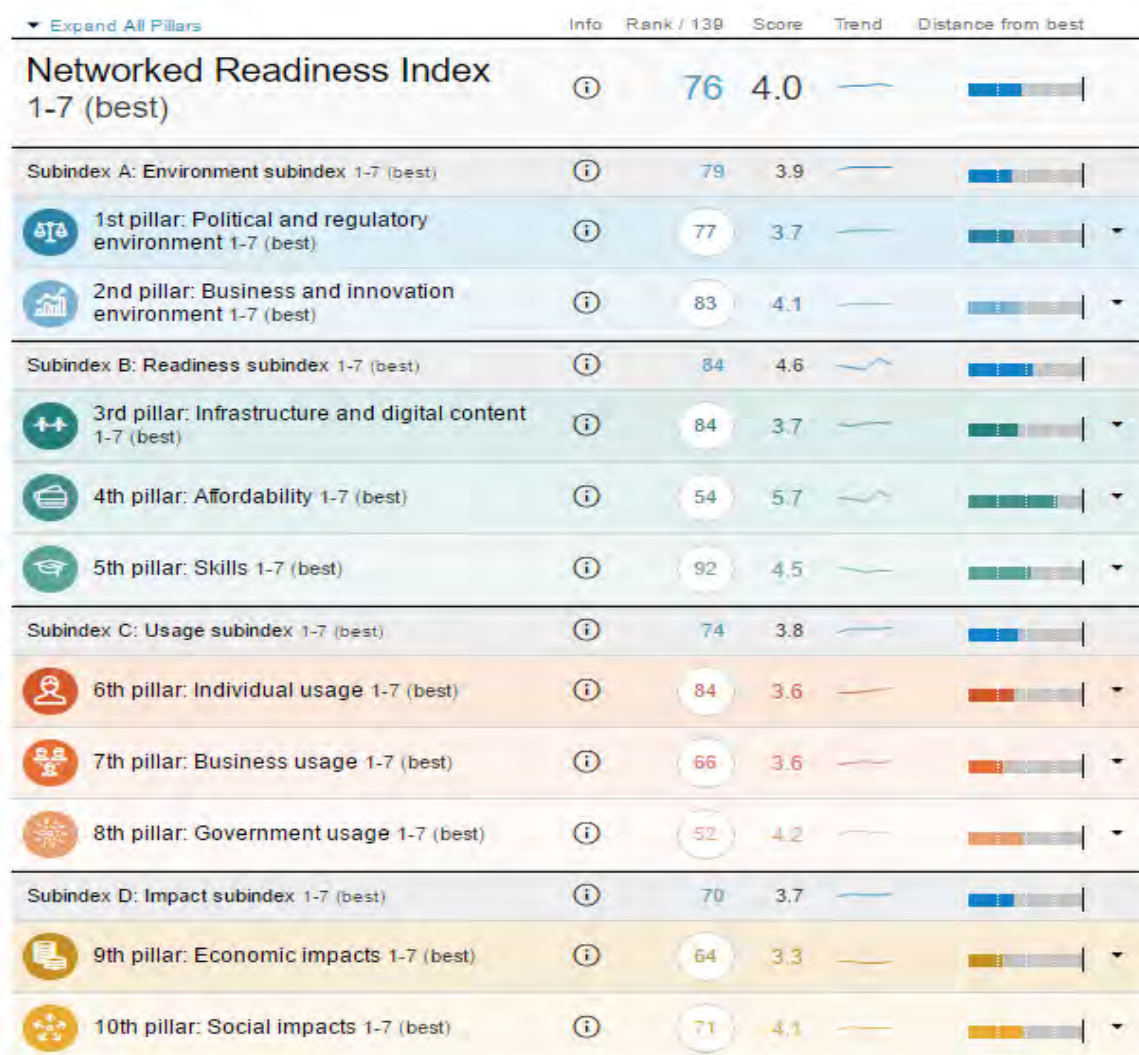 Expand All Pillars Info Rank / 139 Score Trend Distance from best
Networked Readiness Index
1-7 (best)
76 4.0
Subindex A: Environment subindex 1-7 (best) 79 3.9
1st pillar: Political and regulatory
environment 1-7 (best)
77 3.7
2nd pillar: Business and innovation
environment 1-7 (best)
83 4.1
Subindex B: Readiness subindex 1-7 (best) 84 4.6
3rd pillar: Infrastructure and digital content
1-7 (best)
84 3.7
4th pillar: Affordability 1-7 (best) 54 5.7
5th pillar: Skills 1-7 (best) 92 4.5
Subindex C: Usage subindex 1-7 (best) 74 3.8
6th pillar: Individual usage 1-7 (best) 84 3.6
7th pillar: Business usage 1-7 (best) 66 3.6
8th pillar: Government usage 1-7 (best) 52 4.2
Subindex D: Impact subindex 1-7 (best) 70 3.7
9th pillar: Economic impacts 1-7 (best) 64 3.3
10th pillar: Social impacts 1-7 (best) 71 4.1